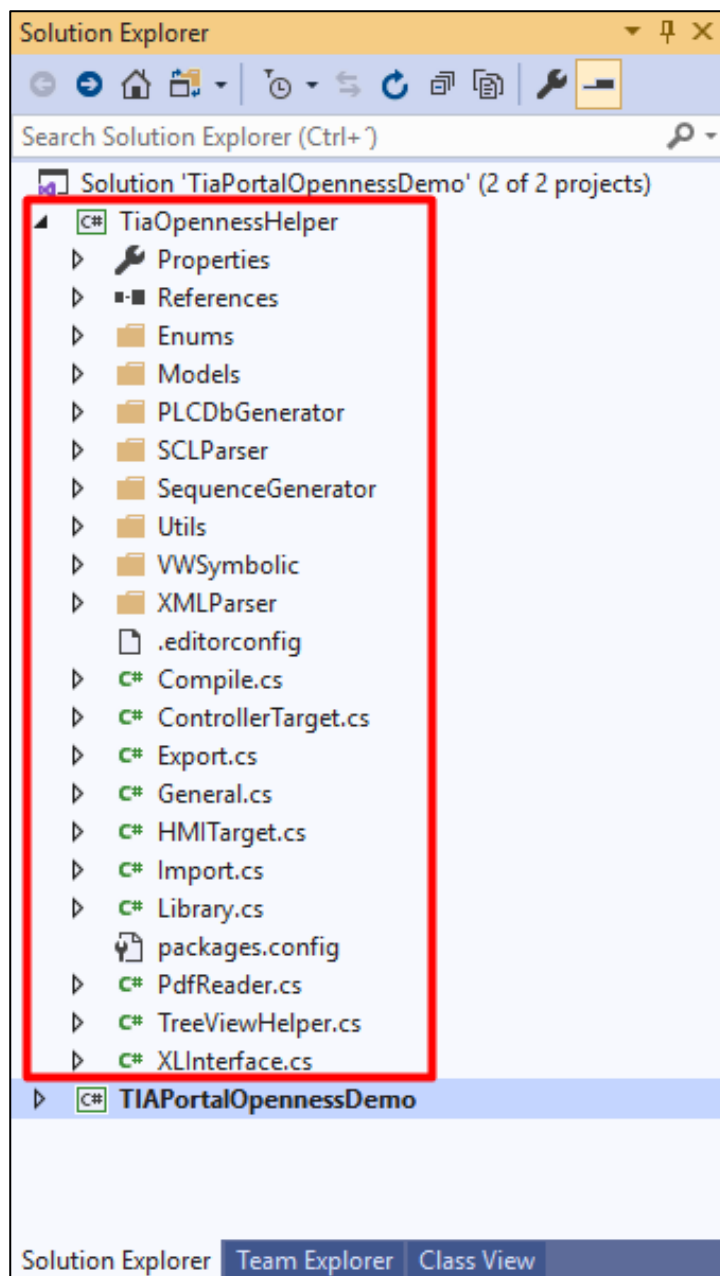 Solution Explorer
Search Solution Explorer (Ctrl+´)
Solution 'TiaPortalOpennessDemo' (2 of 2 projects)
C# TiaOpennessHelper
Properties
References
Enums
Models
PLCDbGenerator
SCLParser
SequenceGenerator
Utils
VWSymbolic
XMLParser
.editorconfig
C# Compile.cs
C# ControllerTarget.cs
C# Export.cs
C# General.cs
C# HMITarget.cs
C# Import.cs
C# Library.cs
packages.config
C# PdfReader.cs
C# TreeViewHelper.cs
C# XLInterface.cs
C# TIAPortalOpennessDemo
Solution Explorer Team Explorer Class View